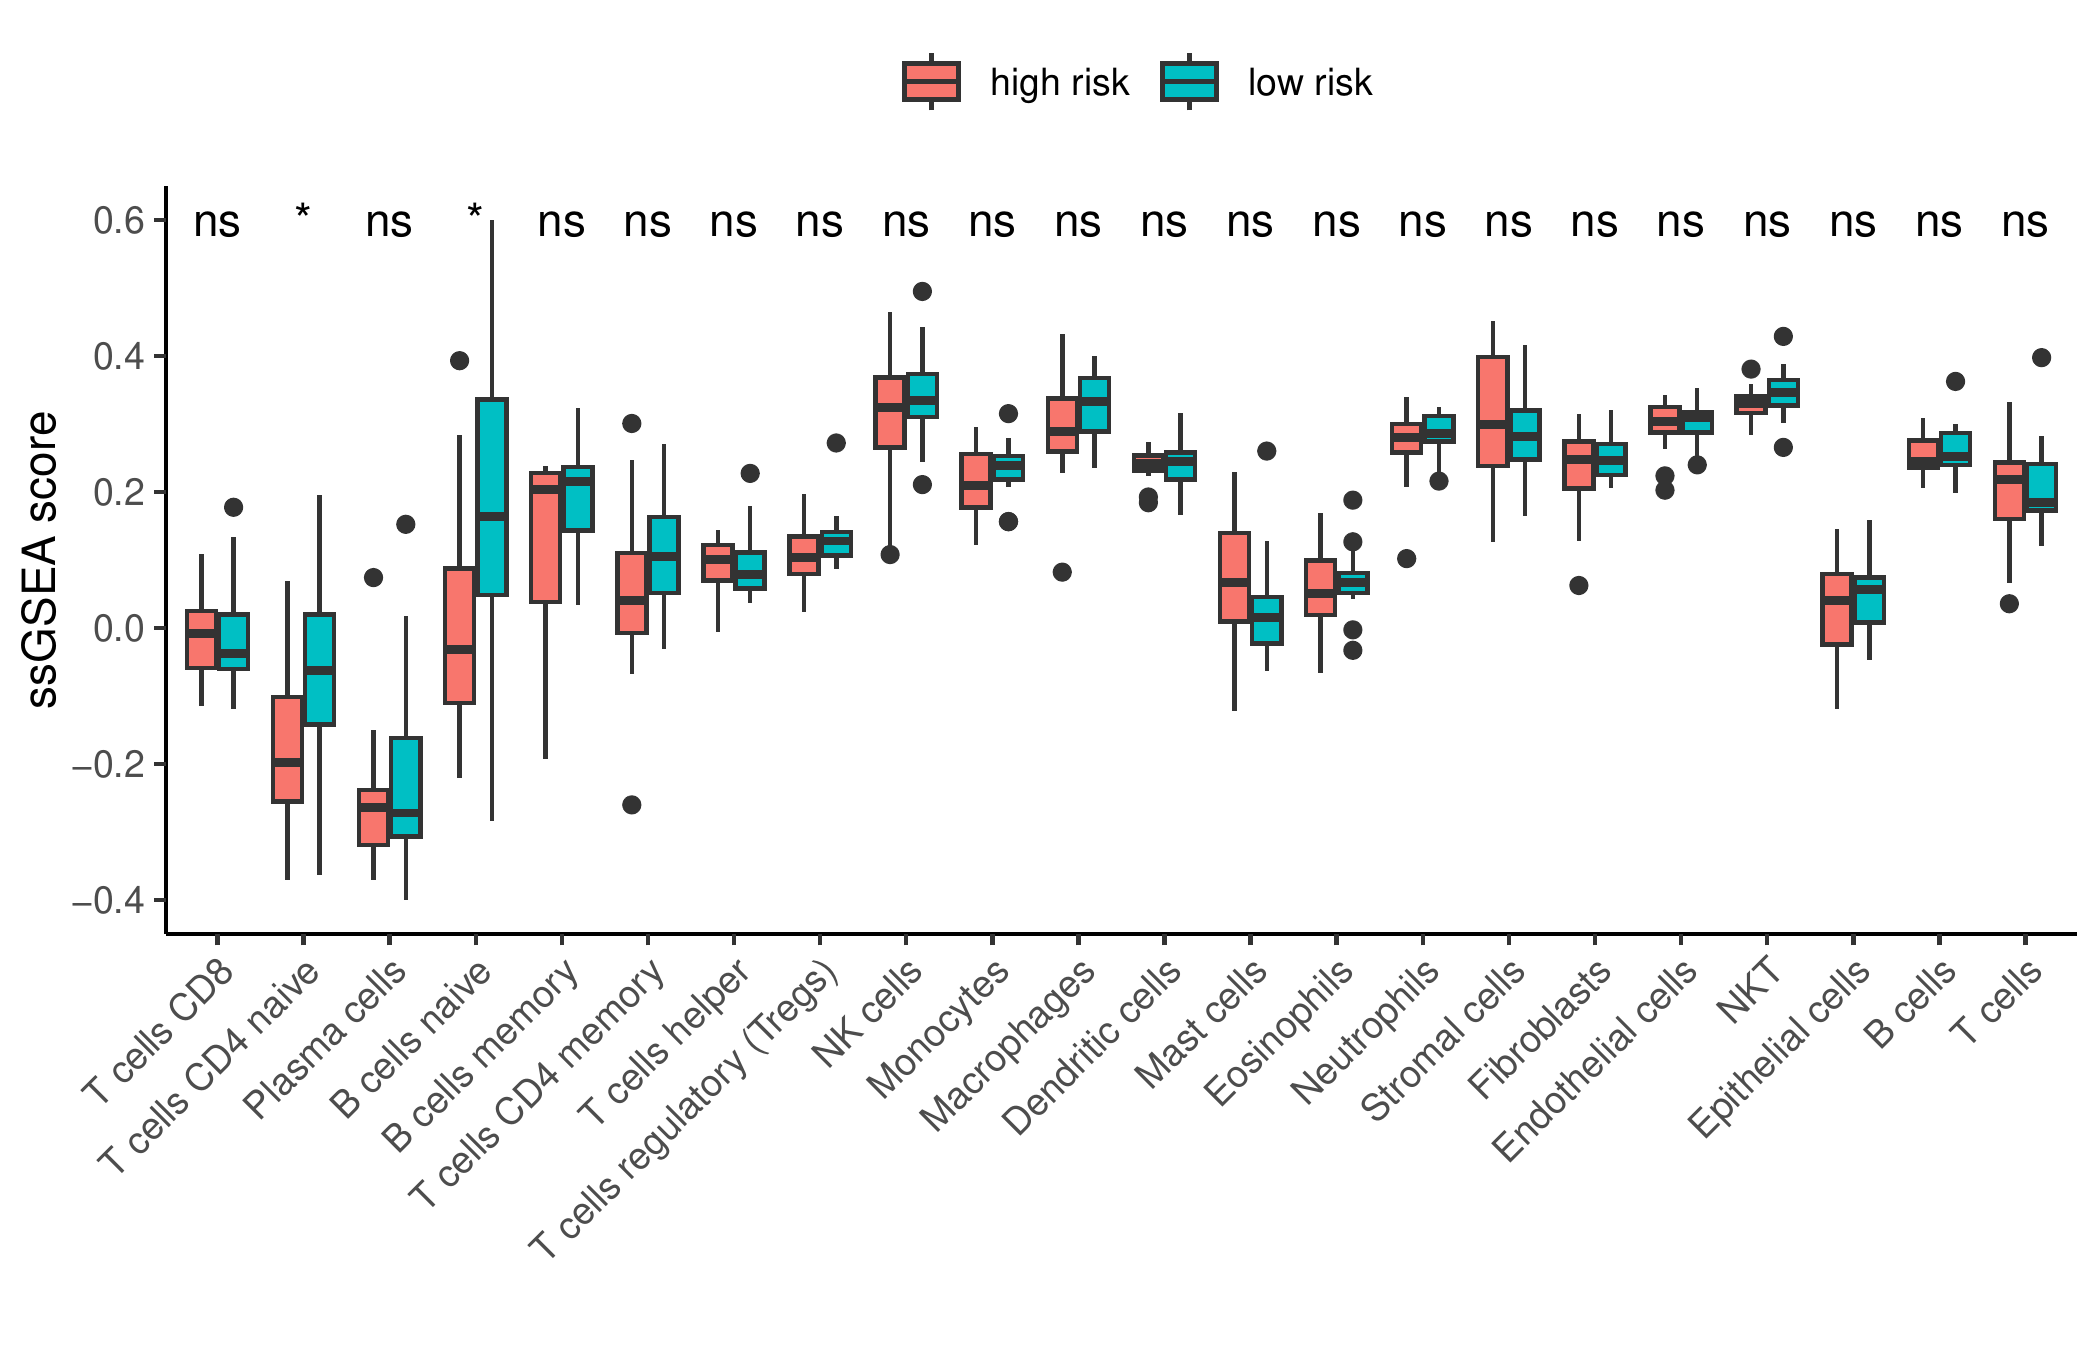 high risk low risk
ns * ns * ns ns ns ns ns ns ns ns ns ns ns ns ns ns ns ns ns ns
0.6
0.4
0.2
0.0
−0.2
−0.4
ssGSEA score
T cells CD8
T cells CD4 naive
Plasma cells
B cells naive
B cells memory
T cells CD4 memory
T cells helper
T cells regulatory (Tregs)
NK cells
Monocytes
Macrophages
Dendritic cells
Mast cells
Eosinophils
Neutrophils
Stromal cells
Fibroblasts
Endothelial cells
NKT
Epithelial cells
B cells
T cells